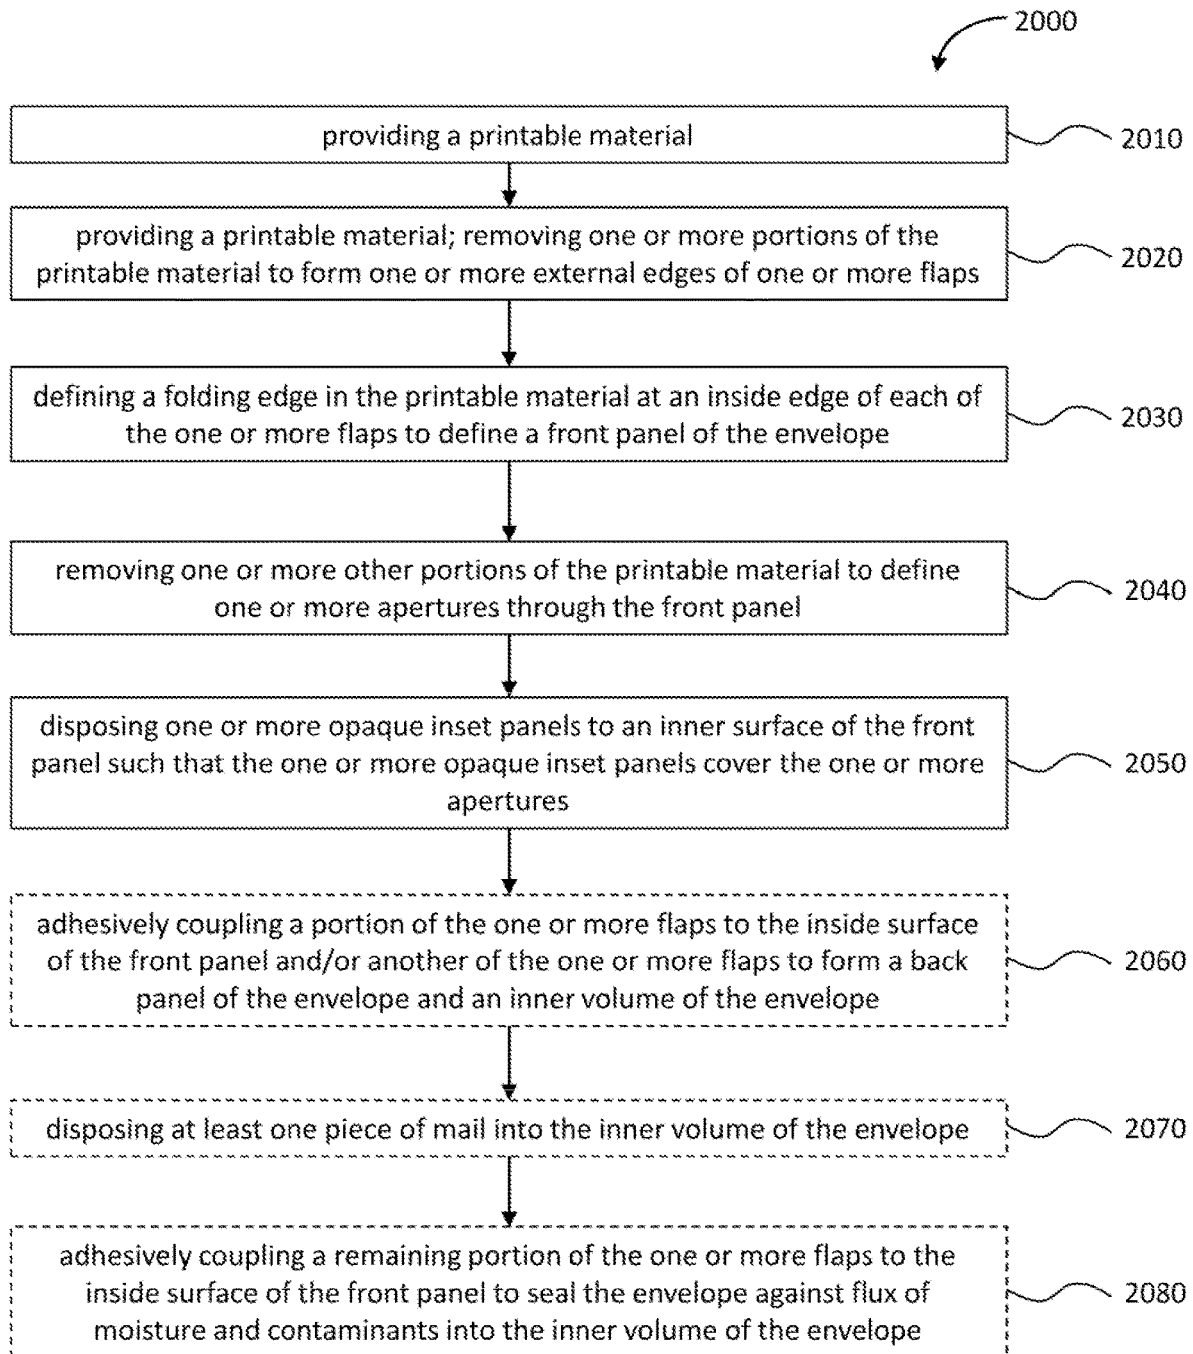 2000
providing a printable material
2010
providing a printable material; removing one or more portions of the
printable material to form one or more external edges of one or more flaps
2020
defining a folding edge in the printable material at an inside edge of each of
the one or more flaps to define a front panel of the envelope
2030
removing one or more other portions of the printable material to define
one or more apertures through the front panel
2040
disposing one or more opaque inset panels to an inner surface of the front
panel such that the one or more opaque inset panels cover the one or more
apertures
2050
adhesively coupling a portion of the one or more flaps to the inside surface
of the front panel and/or another of the one or more flaps to form a back
panel of the envelope and an inner volume of the envelope
2060
disposing at least one piece of mail into the inner volume of the envelope
2070
adhesively coupling a remaining portion of the one or more flaps to the
inside surface of the front panel to seal the envelope against flux of
moisture and contaminants into the inner volume of the envelope
2080